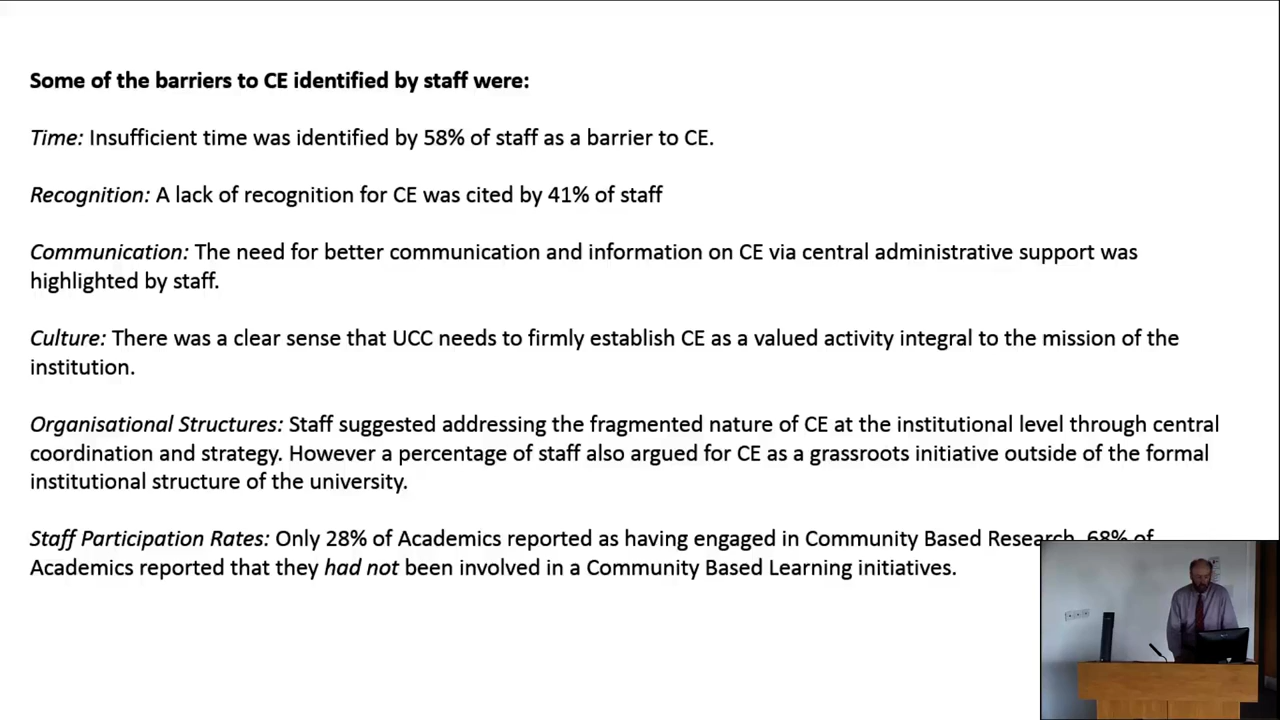 Some of the barriers to CE identified by staff were:
Time: Insufficient time was identified by 58% of staff as a barrier to CE.
Recognition: A lack of recognition for CE was cited by 41% of staff
Communication: The need for better communication and information on CE via central administrative support was
highlighted by staff.
Culture: There was a clear sense that UCC needs to firmly establish CE as a valued activity integral to the mission of the
institution.
Organisational Structures: Staff suggested addressing the fragmented nature of CE at the institutional level through central
coordination and strategy. However a percentage of staff also argued for CE as a grassroots initiative outside of the formal
institutional structure of the university.
Staff Participation Rates: Only 28% of Academics reported as having engaged in Community Based Research. 68% of
Academics reported that they had not been involved in a Community Based Learning initiatives.